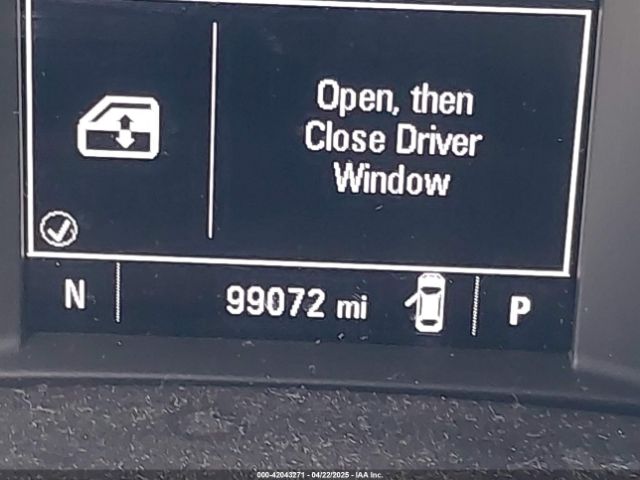 Open, then
Close Driver
Window
N 99072 mi P
000-42043271 - 04/22/2025 - IAA Inc.